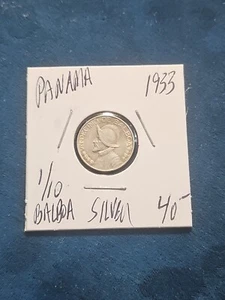 PANAMA 1933
1/10
BALBOA SILVER 40-